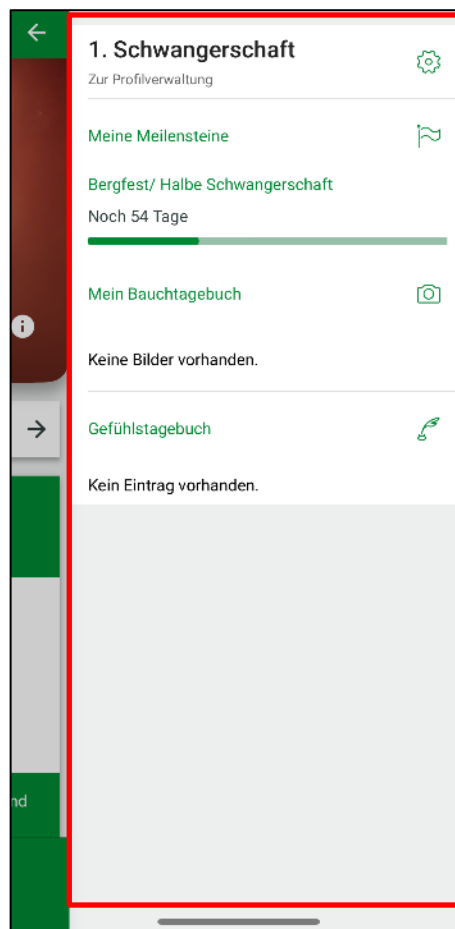 1. Schwangerschaft
Zur Profilverwaltung
Meine Meilensteine
Bergfest/ Halbe Schwangerschaft
Noch 54 Tage
Mein Bauchtagebuch
Keine Bilder vorhanden.
Gefühlstagebuch
Kein Eintrag vorhanden.
nd